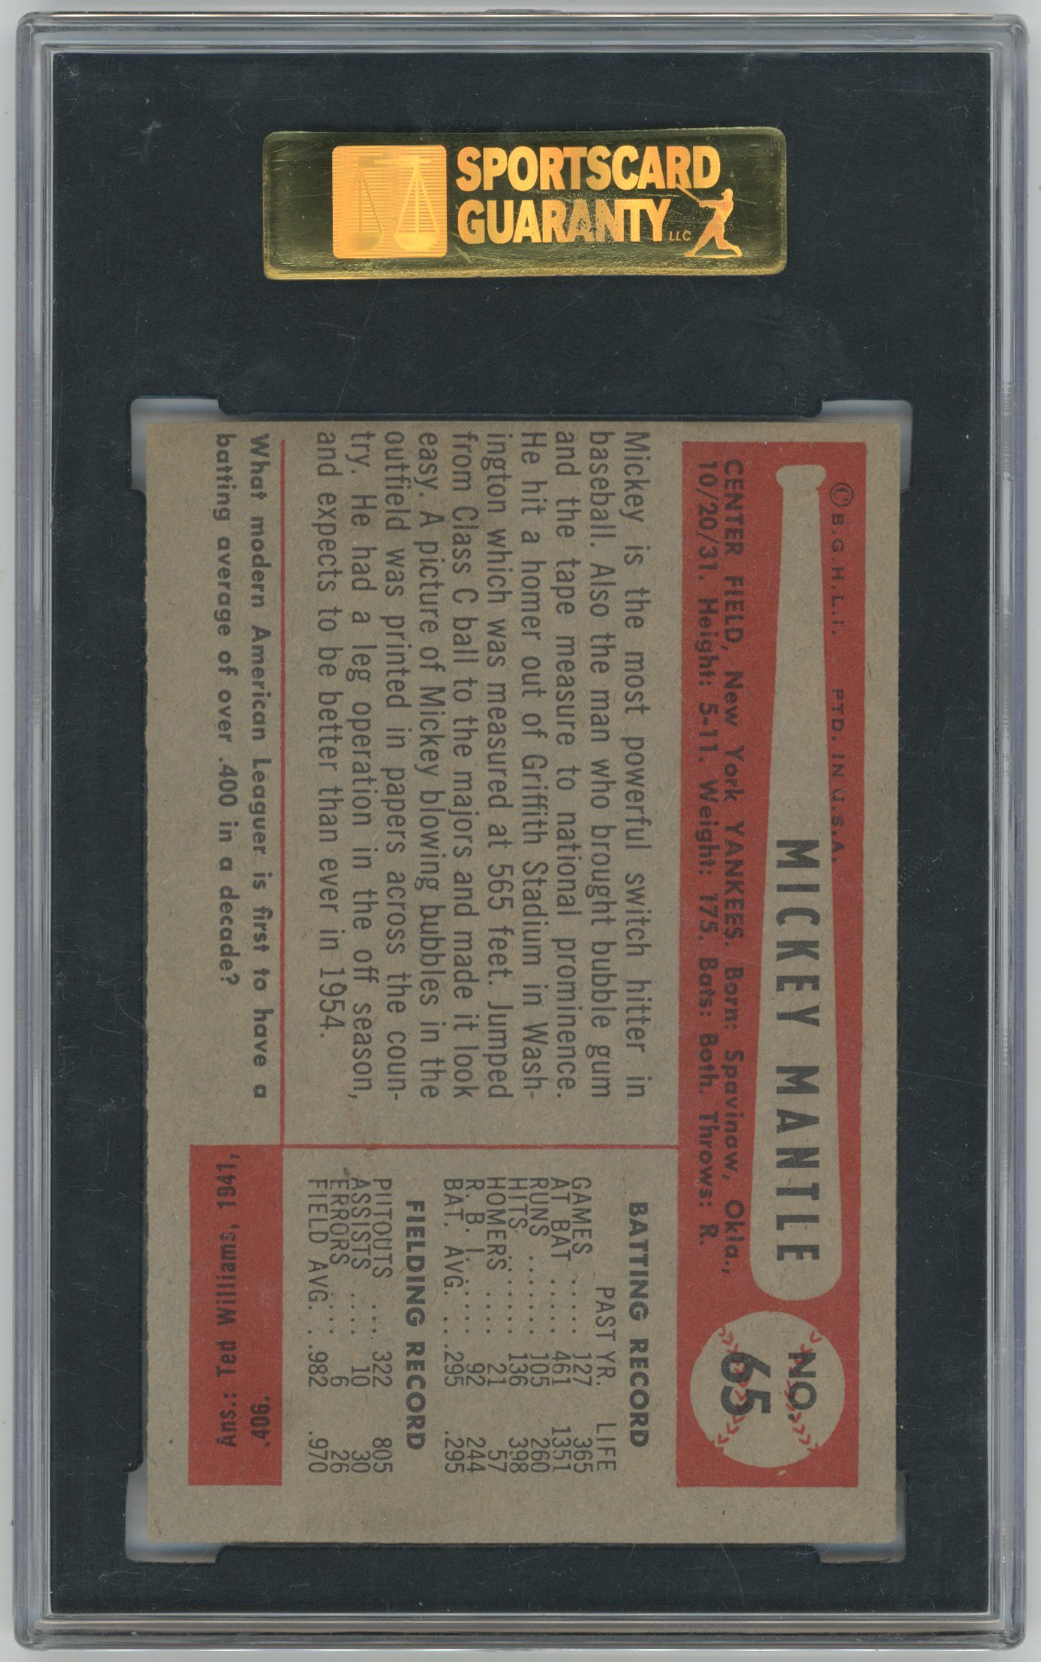 SPORTSCARD
GUARANTY LLC
© B.G.H.L.I. PTD. IN U.S.A.
MICKEY MANTLE
NO.
65
CENTER FIELD, New York YANKEES. Born: Spavinaw, Okla.,
10/20/31. Height: 5-11. Weight: 175. Bats: Both. Throws: R.
Mickey is the most powerful switch hitter in
baseball. Also the man who brought bubble gum
and the tape measure to national prominence.
He hit a homer out of Griffith Stadium in Wash-
ington which was measured at 565 feet. Jumped
from Class C ball to the majors and made it look
easy. A picture of Mickey blowing bubbles in the
outfield was printed in papers across the coun-
try. He had a leg operation in the off season,
and expects to be better than ever in 1954.
BATTING RECORD
PAST YR. LIFE
GAMES .... 127 365
AT BAT .... 461 1351
RUNS ...... 105 260
HITS ....... 136 398
HOMERS .... 21 57
R. B. I. .... 92 244
BAT. AVG. .. .295 .295
FIELDING RECORD
PUTOUTS ... 322 805
ASSISTS .... 10 30
ERRORS .... 6 26
FIELD AVG. . .982 .970
What modern American Leaguer is first to have a
batting average of over .400 in a decade?
Ans.: Ted Williams, 1941,
.406.